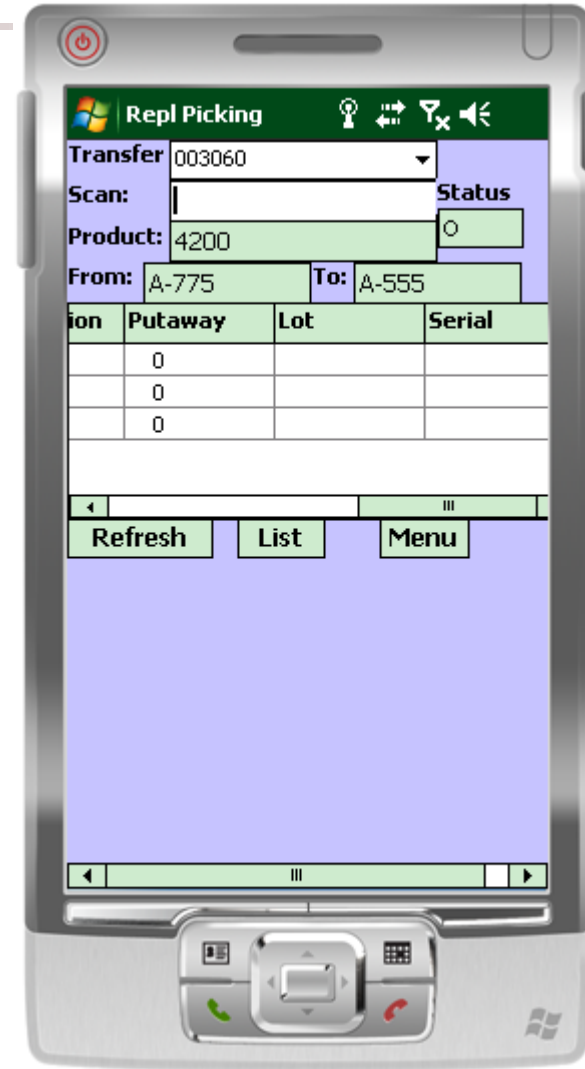 Repl Picking
Transfer 003060
Scan: Status
Product: 4200 O
From: A-775 To: A-555
ion Putaway Lot Serial
0
0
0
Refresh List Menu